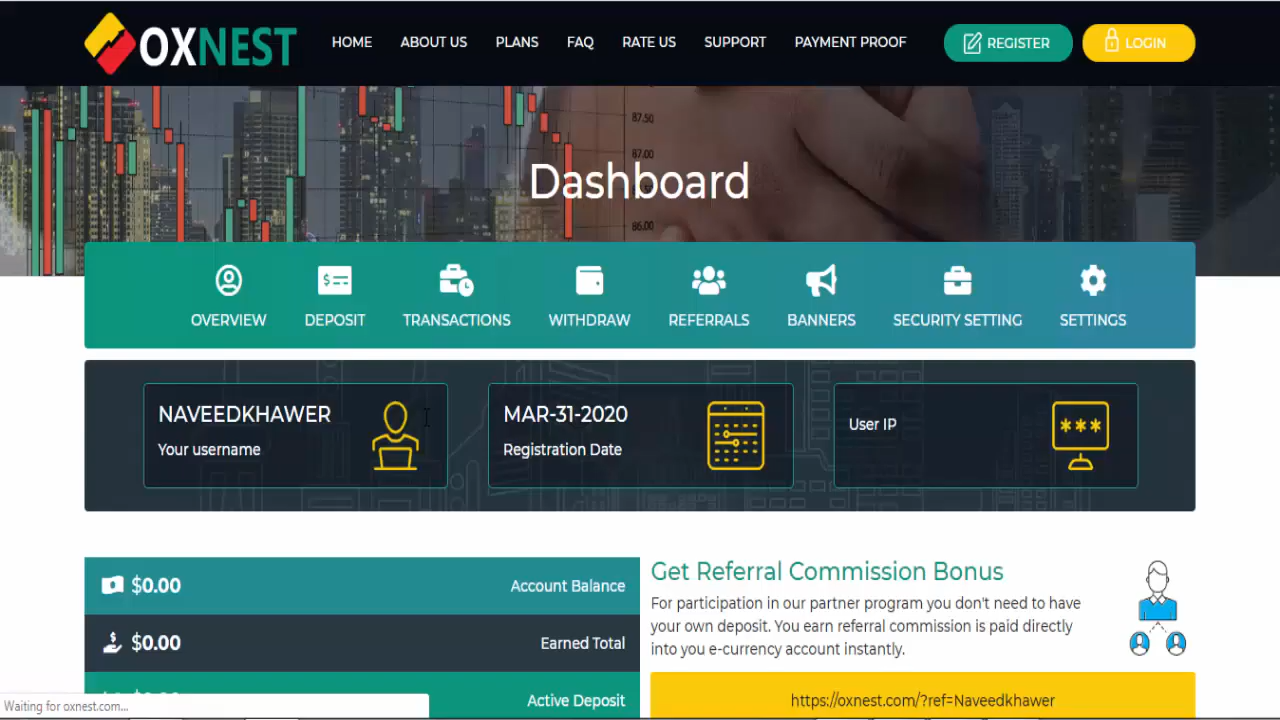 OXNEST
HOME ABOUT US PLANS FAQ RATE US SUPPORT PAYMENT PROOF REGISTER LOGIN
87.50
87.00
86.00
Dashboard
OVERVIEW DEPOSIT TRANSACTIONS WITHDRAW REFERRALS BANNERS SECURITY SETTING SETTINGS
NAVEEDKHAWER
Your username
MAR-31-2020
Registration Date
User IP
***
$0.00 Account Balance
$0.00 Earned Total
Active Deposit
Get Referral Commission Bonus
For participation in our partner program you don't need to have
your own deposit. You earn referral commission is paid directly
into you e-currency account instantly.
https://oxnest.com/?ref=Naveedkhawer
Waiting for oxnest.com...